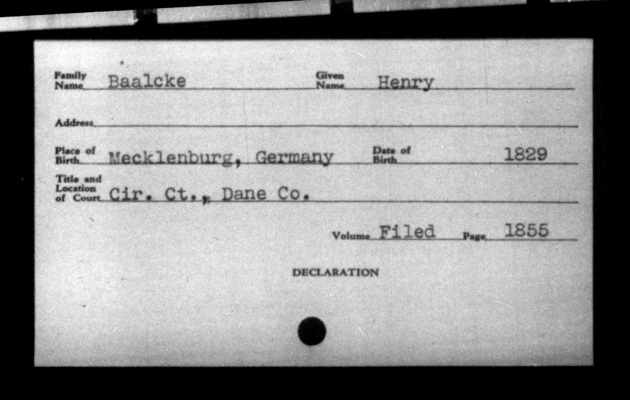 Family Name Baalcke Given Name Henry
Address
Place of Birth Mecklenburg, Germany Date of Birth 1829
Title and Location of Court Cir. Ct., Dane Co.
Volume Filed Page 1855
DECLARATION